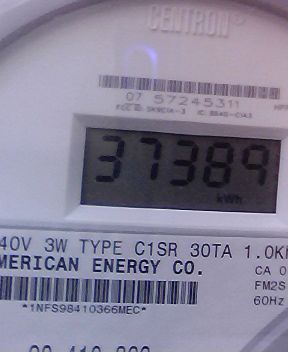 CENTRON®
07 57245311
37389
kWh
40V 3W TYPE C1SR 30TA 1.0K
MERICAN ENERGY CO.
CA 0
FM2S
60Hz
*1NFS98410366MEC*